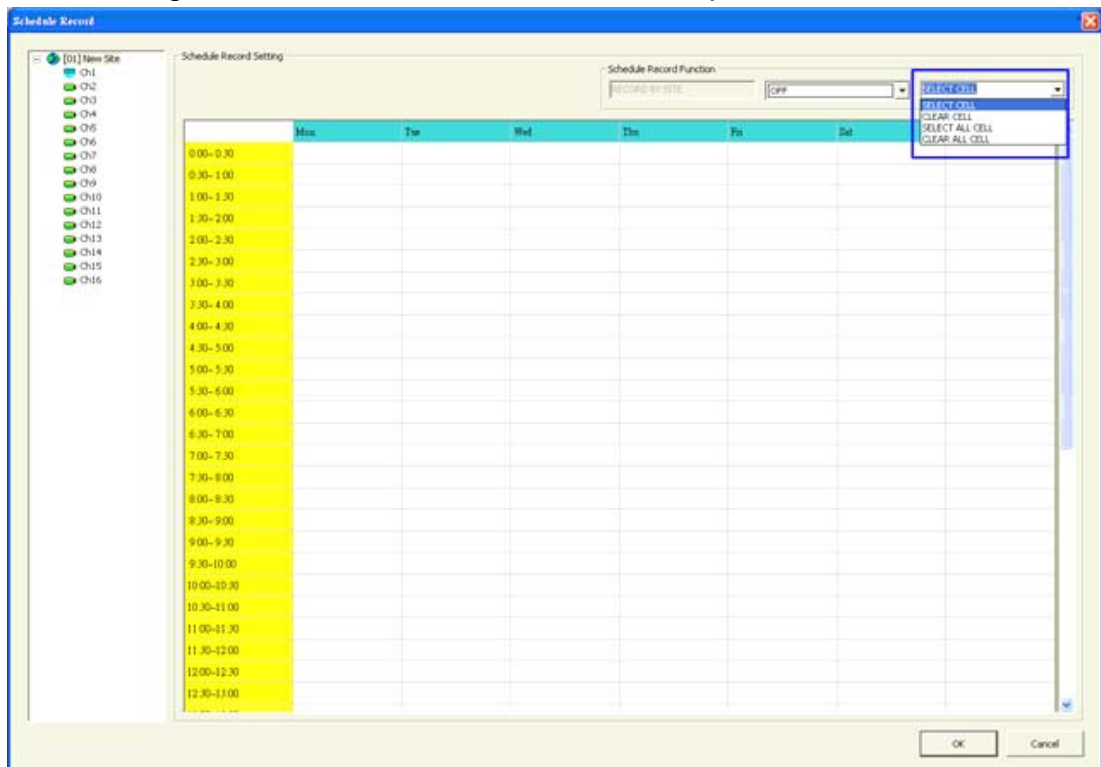 Schedule Record
[01] New Site
Schedule Record Setting
Ch1
Ch2
Ch3
Ch4
Ch5
Ch6
Ch7
Ch8
Ch9
Ch10
Ch11
Ch12
Ch13
Ch14
Ch15
Ch16
Schedule Record Function
RECORD BY SITE
OFF
SELECT CELL
SELECT CELL
CLEAR CELL
SELECT ALL CELL
CLEAR ALL CELL
Mon Tue Wed Thu Fri Sat
0:00~0:30
0:30~1:00
1:00~1:30
1:30~2:00
2:00~2:30
2:30~3:00
3:00~3:30
3:30~4:00
4:00~4:30
4:30~5:00
5:00~5:30
5:30~6:00
6:00~6:30
6:30~7:00
7:00~7:30
7:30~8:00
8:00~8:30
8:30~9:00
9:00~9:30
9:30~10:00
10:00~10:30
10:30~11:00
11:00~11:30
11:30~12:00
12:00~12:30
12:30~13:00
OK Cancel